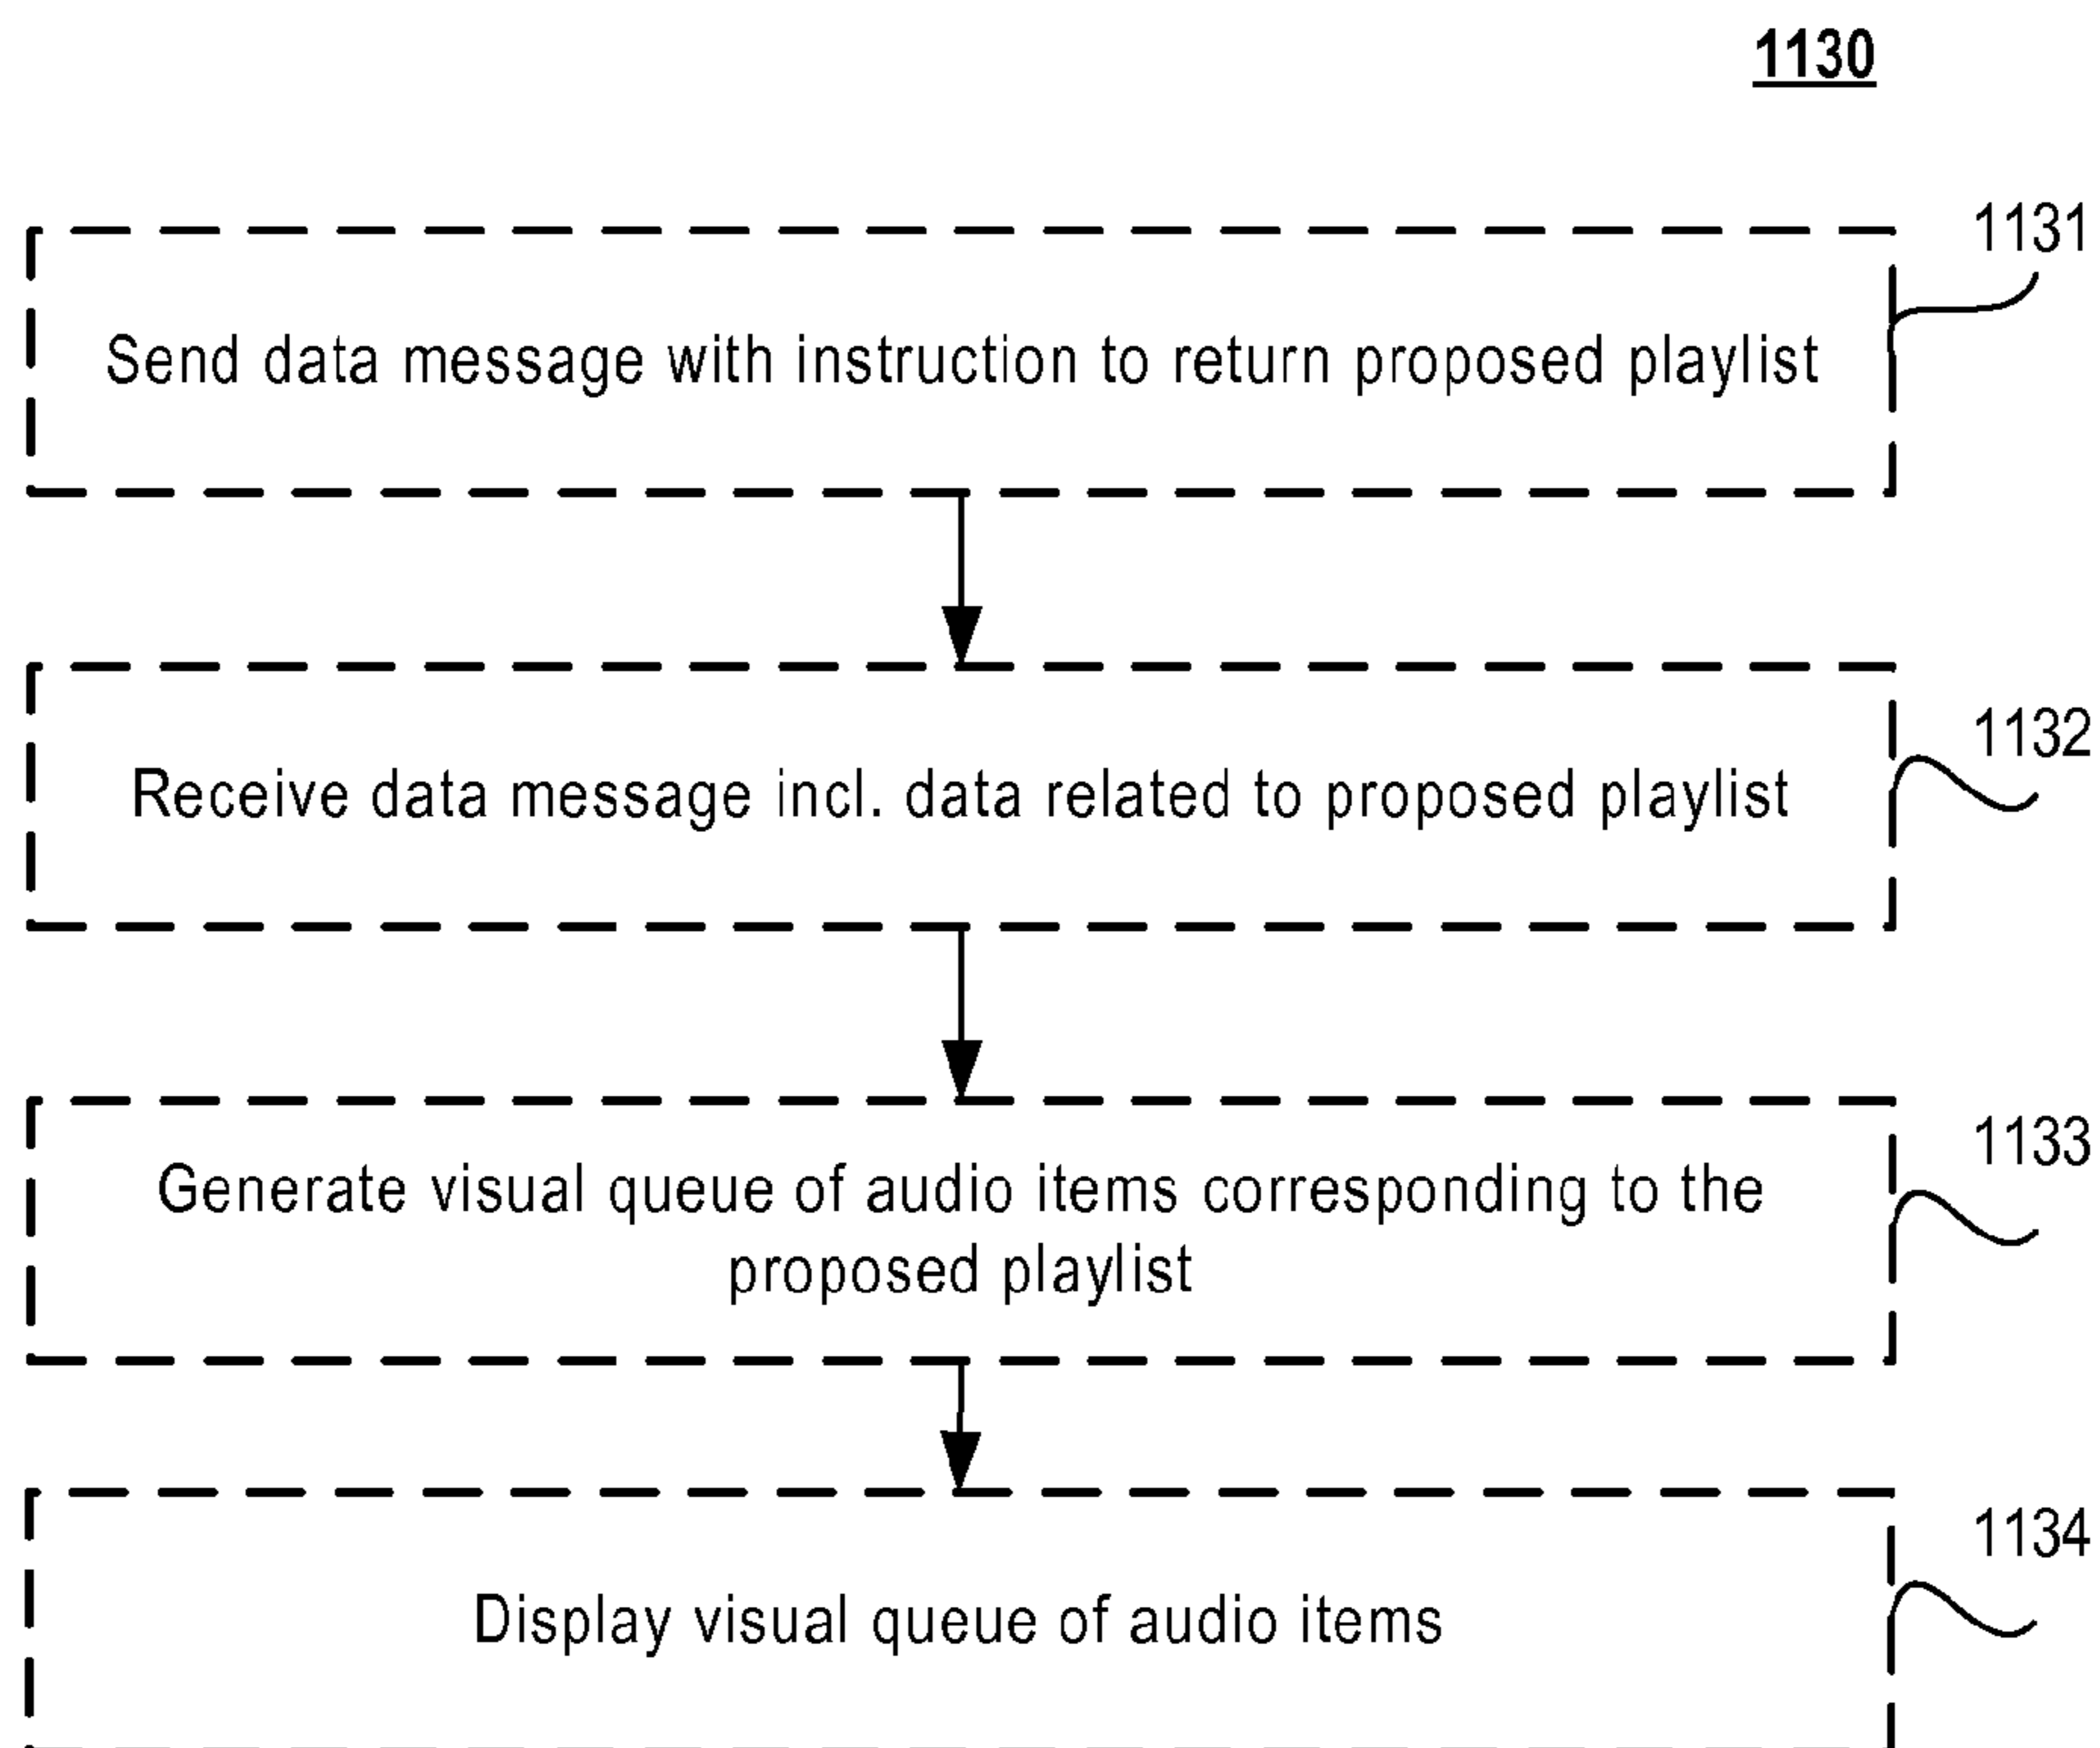 1130
1131
Send data message with instruction to return proposed playlist
1132
Receive data message incl. data related to proposed playlist
1133
Generate visual queue of audio items corresponding to the
proposed playlist
1134
Display visual queue of audio items